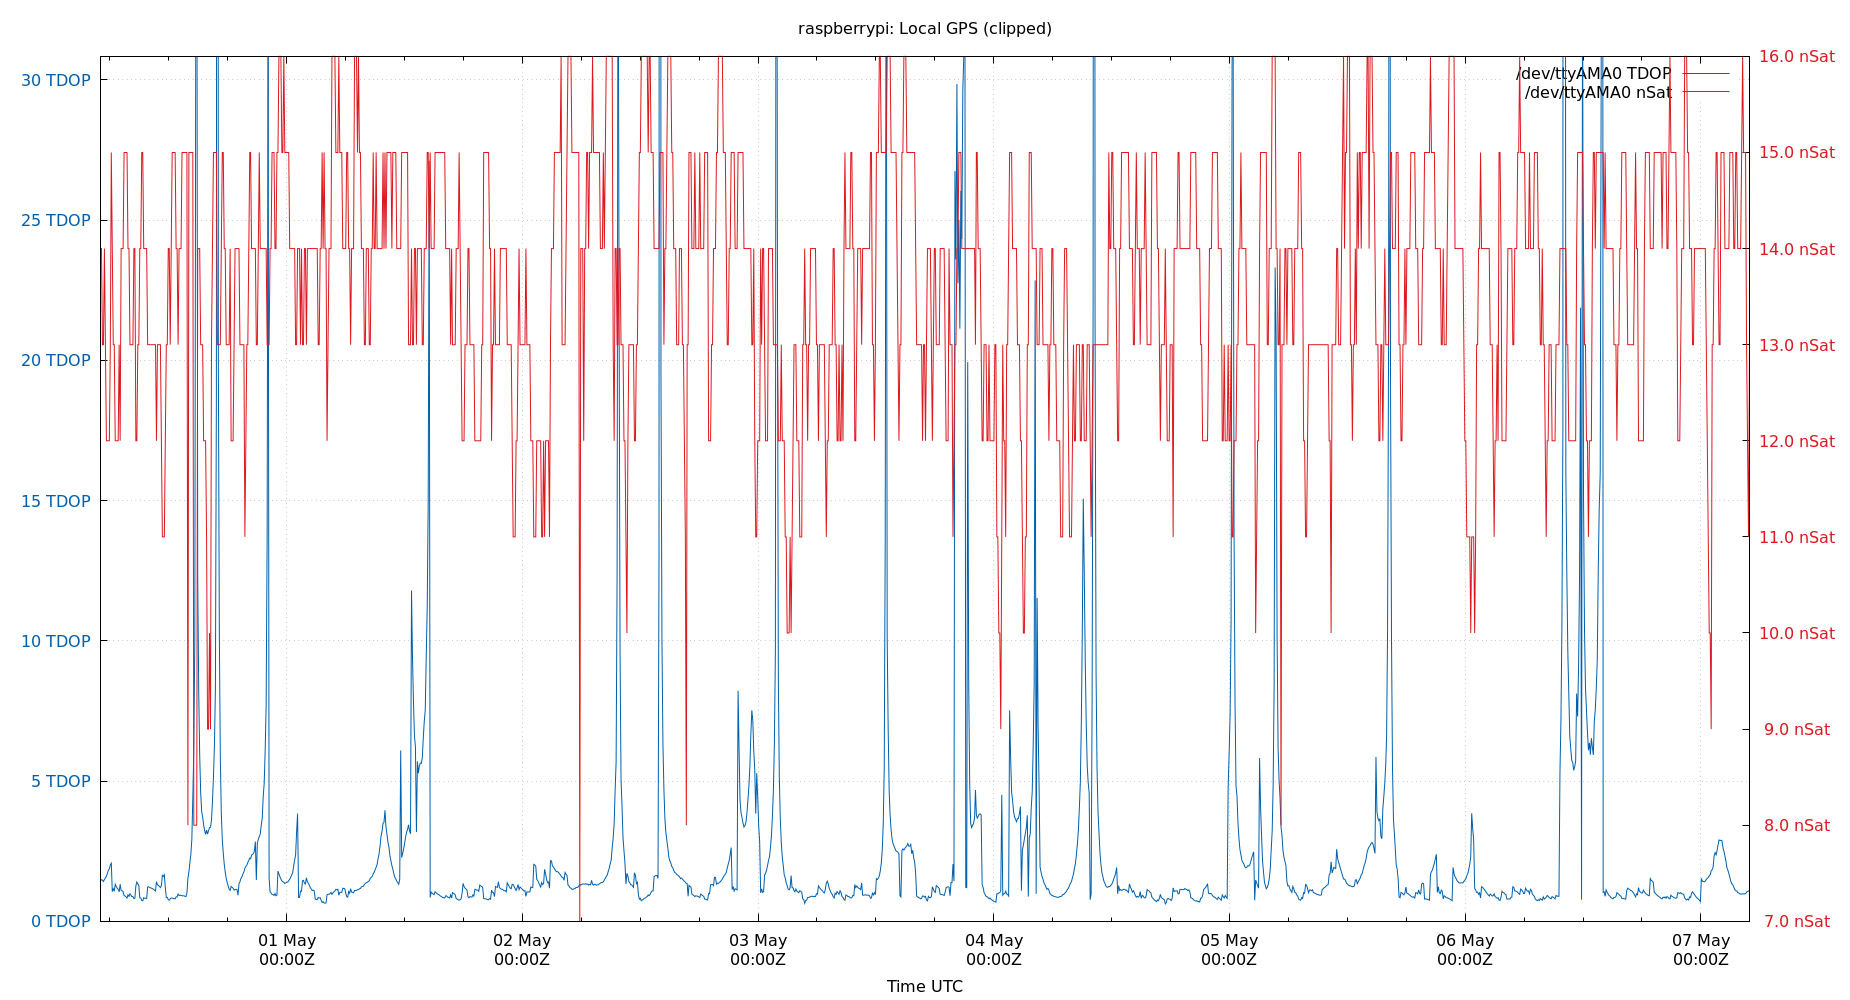 raspberrypi: Local GPS (clipped)
/dev/ttyAMA0 TDOP
/dev/ttyAMA0 nSat
30 TDOP
25 TDOP
20 TDOP
15 TDOP
10 TDOP
5 TDOP
0 TDOP
16.0 nSat
15.0 nSat
14.0 nSat
13.0 nSat
12.0 nSat
11.0 nSat
10.0 nSat
9.0 nSat
8.0 nSat
7.0 nSat
01 May
00:00Z
02 May
00:00Z
03 May
00:00Z
04 May
00:00Z
05 May
00:00Z
06 May
00:00Z
07 May
00:00Z
Time UTC